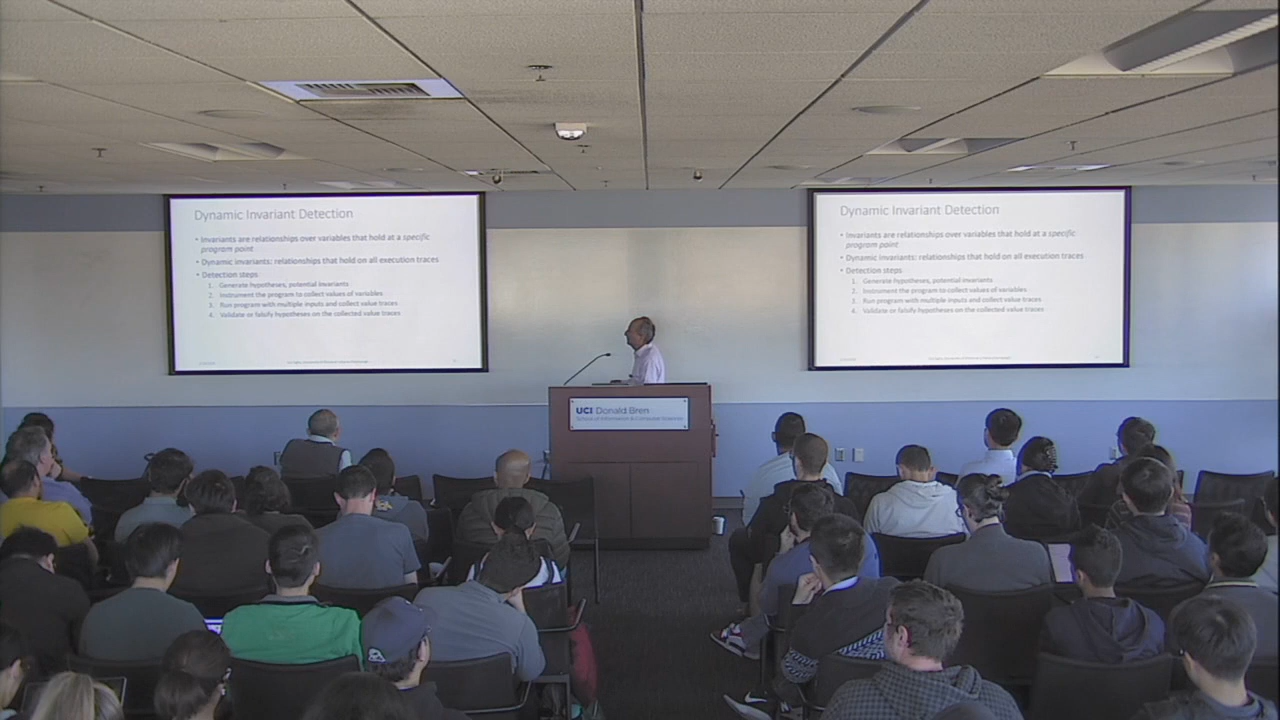 Dynamic Invariant Detection
• Invariants are relationships over variables that hold at a specific
program point
• Dynamic invariants: relationships that hold on all execution traces
• Detection steps
1. Generate hypotheses, potential invariants
2. Instrument the program to collect values of variables
3. Run program with multiple inputs and collect value traces
4. Validate or falsify hypotheses on the collected value traces
Dynamic Invariant Detection
• Invariants are relationships over variables that hold at a specific
program point
• Dynamic invariants: relationships that hold on all execution traces
• Detection steps
1. Generate hypotheses, potential invariants
2. Instrument the program to collect values of variables
3. Run program with multiple inputs and collect value traces
4. Validate or falsify hypotheses on the collected value traces
UCI Donald Bren
School of Information & Computer Sciences